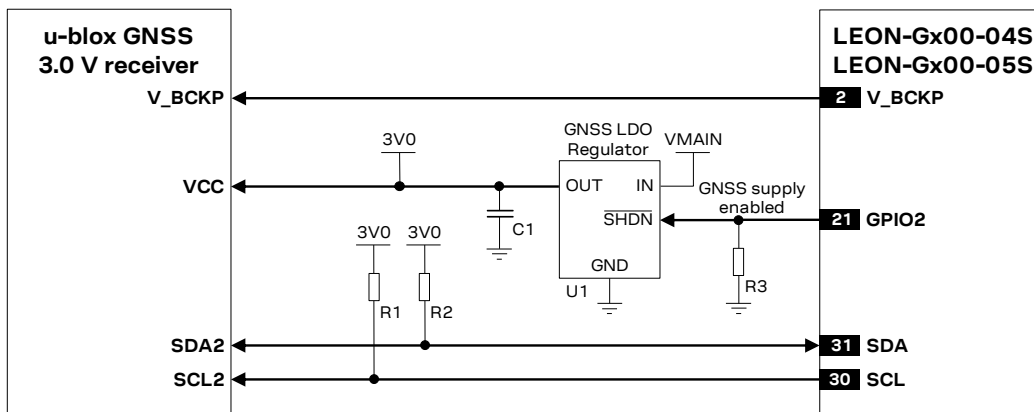 u-blox GNSS
3.0 V receiver
LEON-Gx00-04S
LEON-Gx00-05S
V_BCKP
2 V_BCKP
GNSS LDO
Regulator
3V0
VMAIN
VCC
OUT
IN
GNSS supply
enabled
SHDN
21 GPIO2
C1
3V0
3V0
GND
U1
R3
R1
R2
SDA2
31 SDA
SCL2
30 SCL